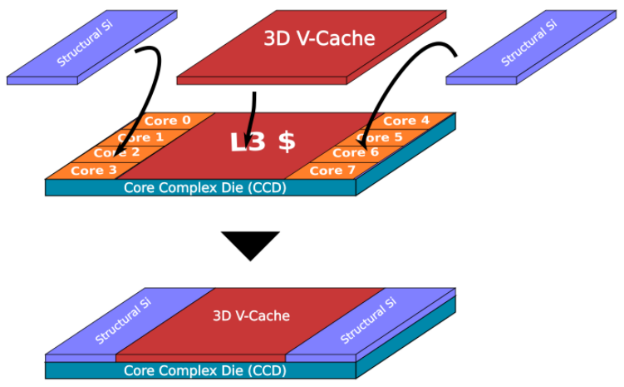 Structural Si
3D V-Cache
Structural Si
Core 0
Core 1
Core 2
Core 3
L3 $
Core 4
Core 5
Core 6
Core 7
Core Complex Die (CCD)
Structural Si
3D V-Cache
Structural Si
Core Complex Die (CCD)